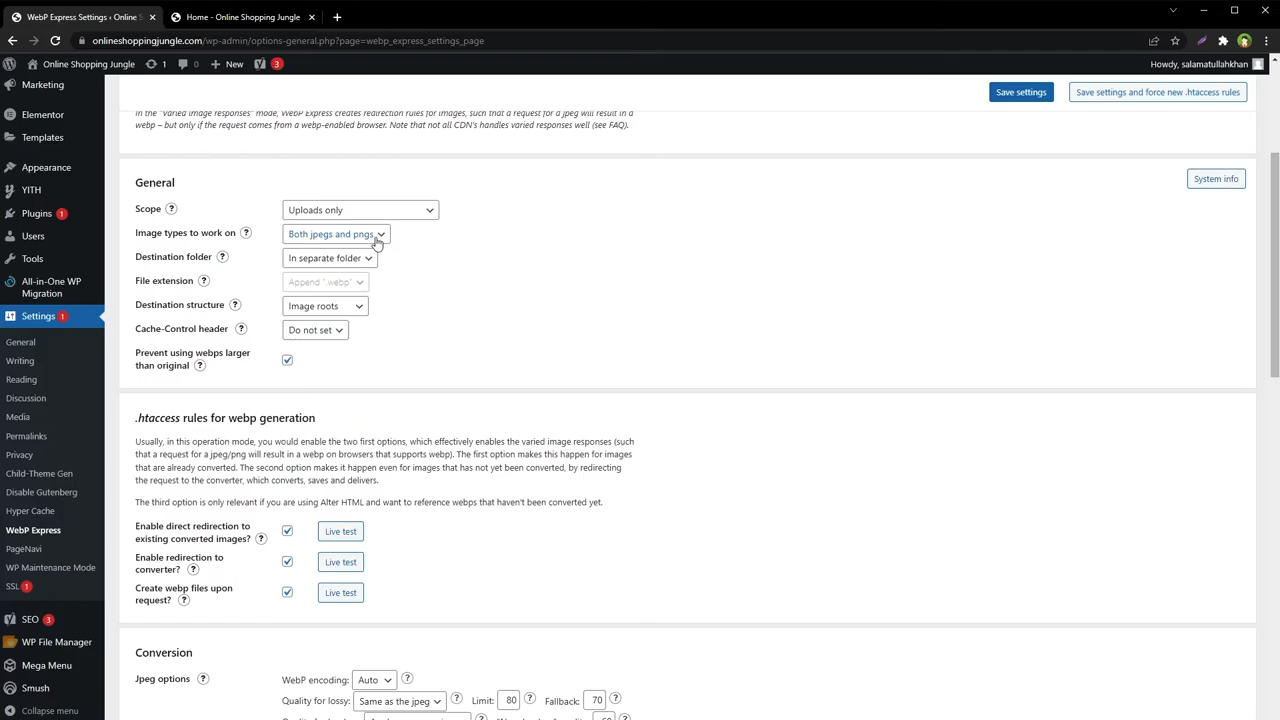 WebP Express Settings ‹ Online S
Home - Online Shopping Jungle
onlineshoppingjungle.com/wp-admin/options-general.php?page=webp_express_settings_page
Online Shopping Jungle
1
0
New
3
Howdy, salamatullahkhan
Marketing
Elementor
Templates
Appearance
YITH
Plugins 1
Users
Tools
All-in-One WP
Migration
Settings 1
General
Writing
Reading
Discussion
Media
Permalinks
Privacy
Child-Theme Gen
Disable Gutenberg
Hyper Cache
WebP Express
PageNavi
WP Maintenance Mode
SSL 1
SEO 3
WP File Manager
Mega Menu
Smush
Collapse menu
Save settings
Save settings and force new .htaccess rules
In the "varied image responses" mode, WebP Express creates redirection rules for images, such that a request for a jpeg will result in a
webp – but only if the request comes from a webp-enabled browser. Note that not all CDN's handles varied responses well (see FAQ).
General
System info
Scope ? Uploads only
Image types to work on ? Both jpegs and pngs
Destination folder ? In separate folder
File extension ? Append ".webp"
Destination structure ? Image roots
Cache-Control header ? Do not set
Prevent using webps larger
than original ?
.htaccess rules for webp generation
Usually, in this operation mode, you would enable the two first options, which effectively enables the varied image responses (such
that a request for a jpeg/png will result in a webp on browsers that supports webp). The first option makes this happen for images
that are already converted. The second option makes it happen even for images that has not yet been converted, by redirecting
the request to the converter, which converts, saves and delivers.
The third option is only relevant if you are using Alter HTML and want to reference webps that haven't been converted yet.
Enable direct redirection to
existing converted images? ?
Live test
Enable redirection to
converter? ?
Live test
Create webp files upon
request? ?
Live test
Conversion
Jpeg options ? WebP encoding: Auto ?
Quality for lossy: Same as the jpeg ? Limit: 80 ? Fallback: 70 ?